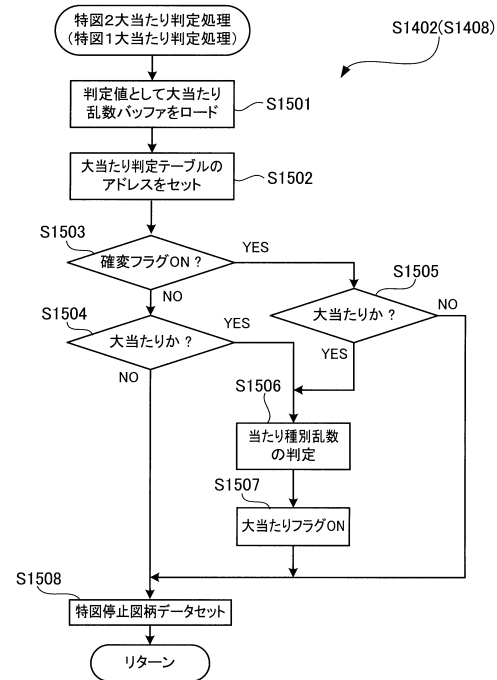 特図２大当たり判定処理
(特図１大当たり判定処理)
S1402(S1408)
判定値として大当たり
乱数バッファをロード
S1501
大当たり判定テーブルの
アドレスをセット
S1502
S1503
確変フラグON？
YES
NO
S1505
大当たりか？
NO
YES
S1504
大当たりか？
YES
NO
S1506
当たり種別乱数
の判定
S1507
大当たりフラグON
S1508
特図停止図柄データセット
リターン